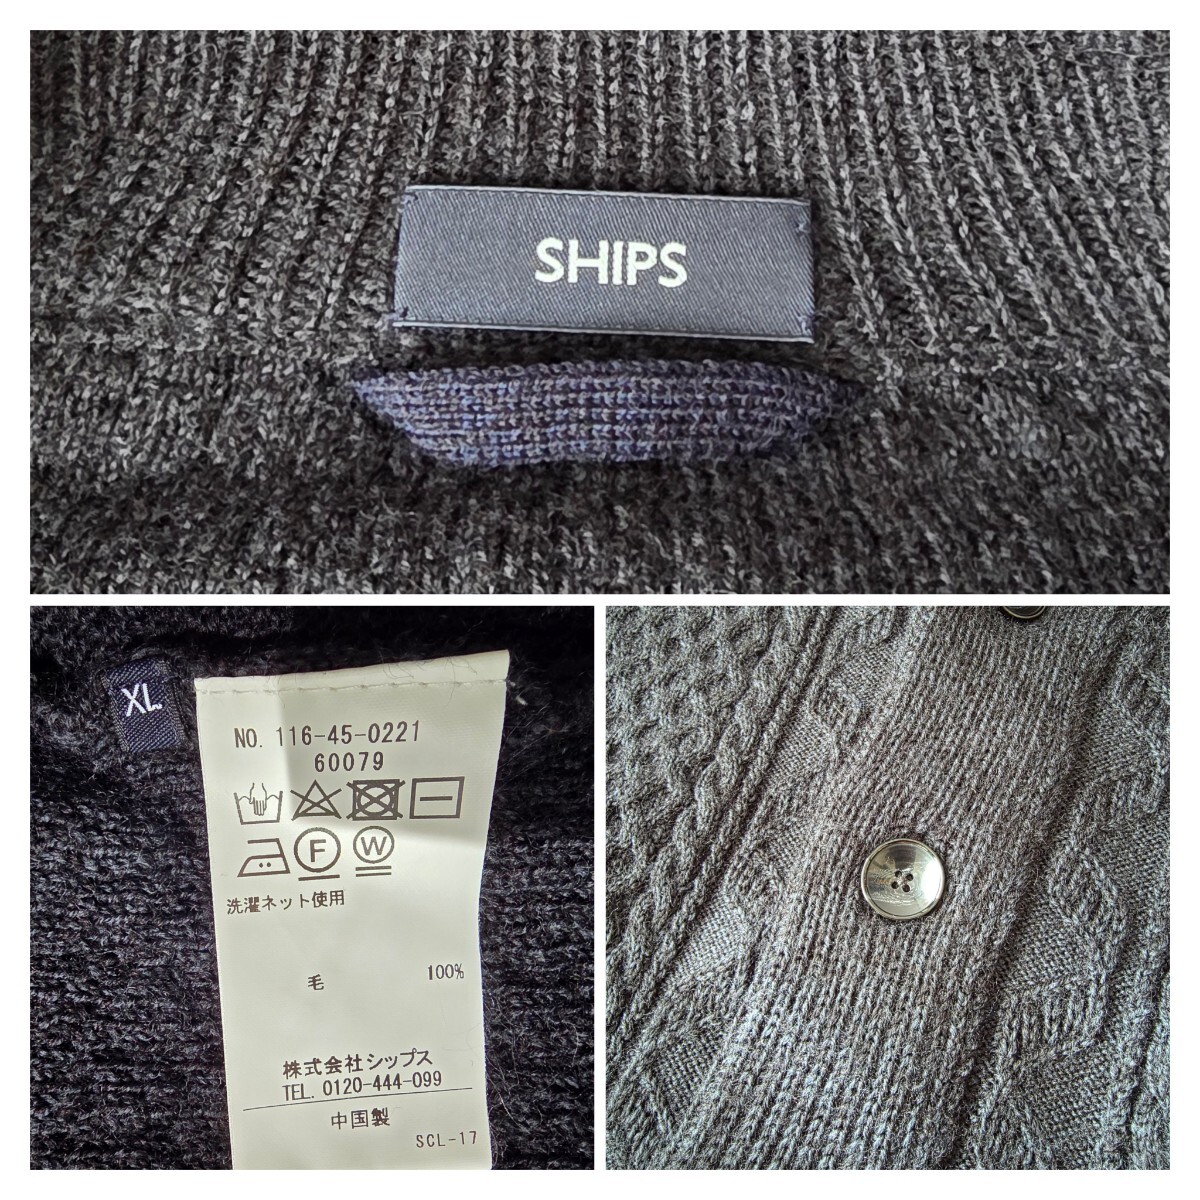 SHIPS
XL
NO. 116-45-0221
60079
F
W
洗濯ネット使用
毛 100%
株式会社シップス
TEL. 0120-444-099
中国製
SCL-17